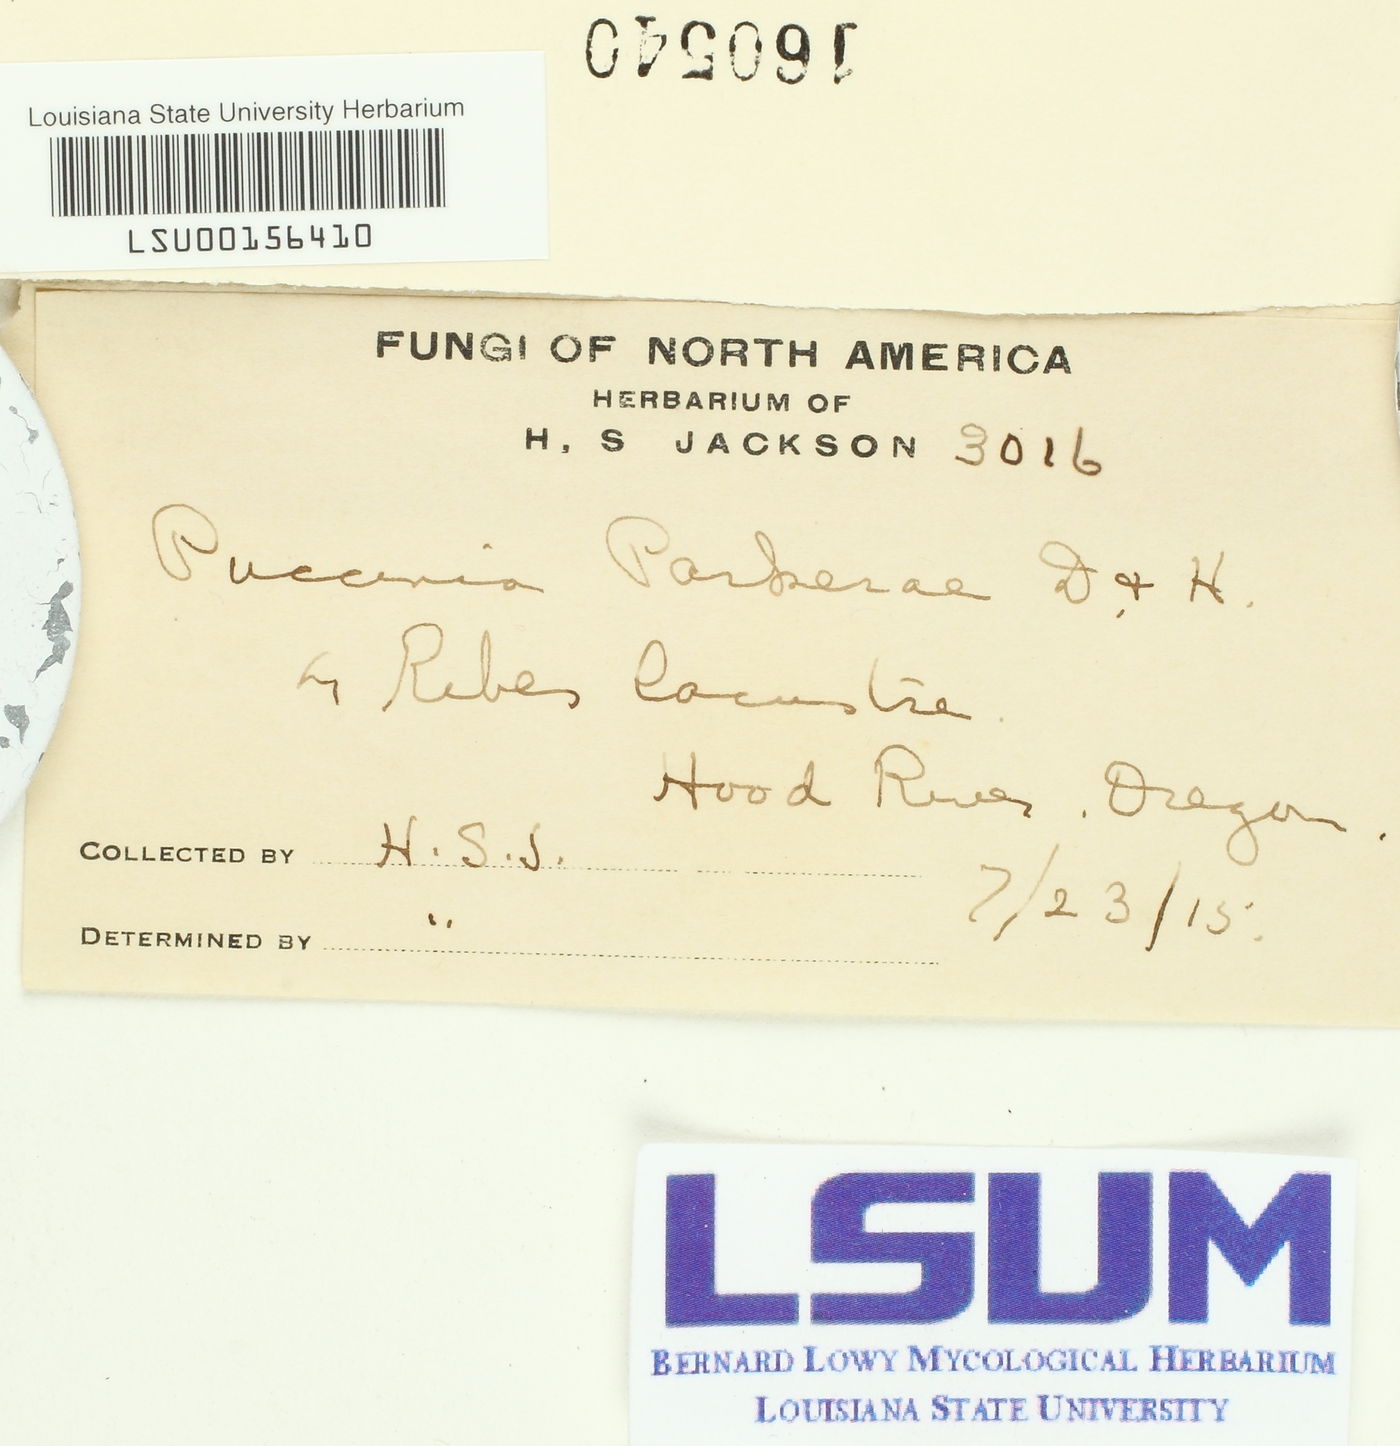 160540
Louisiana State University Herbarium
LSU00156410
FUNGI OF NORTH AMERICA
HERBARIUM OF
H, S JACKSON 3016
Puccinia Parkerae D & H.
on Ribes lacustre.
Hood River, Oregon.
COLLECTED BY H.S.J.
7/23/15.
DETERMINED BY "
LSUM
BERNARD LOWY MYCOLOGICAL HERBARIUM
LOUISIANA STATE UNIVERSITY